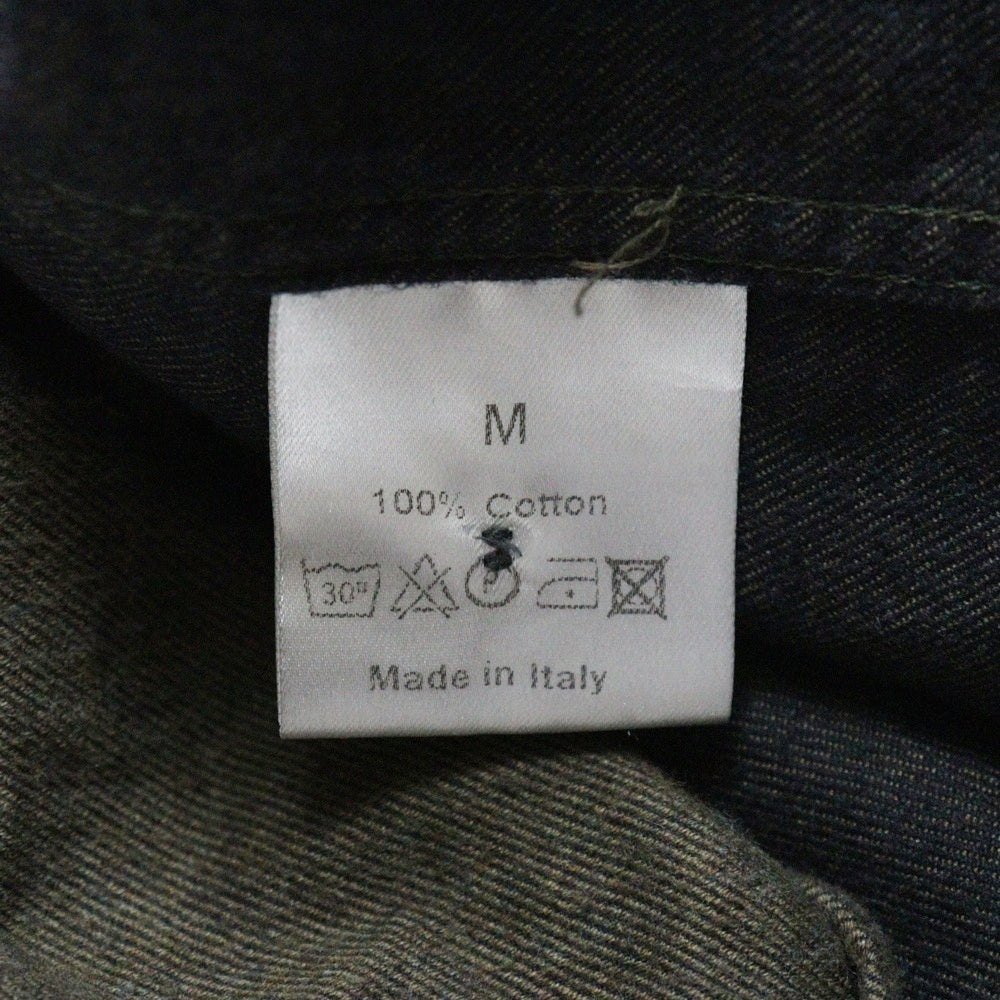 M
100% Cotton
30° P
Made in Italy